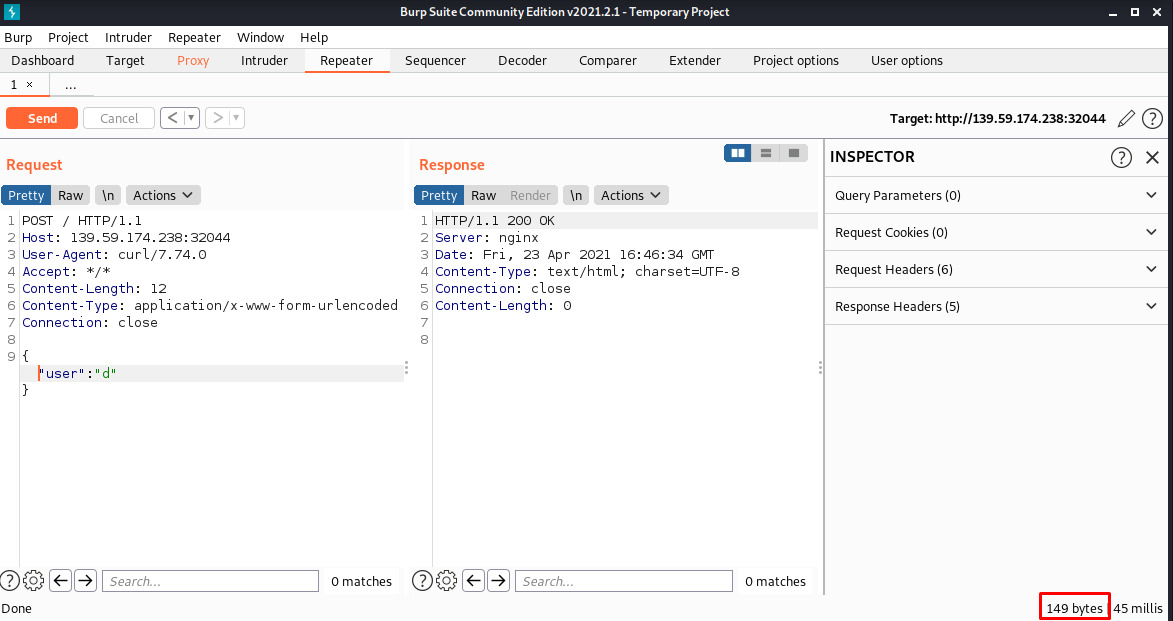 Burp Suite Community Edition v2021.2.1 - Temporary Project
Burp Project Intruder Repeater Window Help
Dashboard Target Proxy Intruder Repeater Sequencer Decoder Comparer Extender Project options User options
1 × ...
Send Cancel < ▼ > ▼ Target: http://139.59.174.238:32044 ?
Request
Pretty Raw \n Actions
1 POST / HTTP/1.1
2 Host: 139.59.174.238:32044
3 User-Agent: curl/7.74.0
4 Accept: */*
5 Content-Length: 12
6 Content-Type: application/x-www-form-urlencoded
7 Connection: close
8
9 {
"user":"d"
}
? Search... 0 matches
Response
Pretty Raw Render \n Actions
1 HTTP/1.1 200 OK
2 Server: nginx
3 Date: Fri, 23 Apr 2021 16:46:34 GMT
4 Content-Type: text/html; charset=UTF-8
5 Connection: close
6 Content-Length: 0
7
8
? Search... 0 matches
INSPECTOR ?
Query Parameters (0)
Request Cookies (0)
Request Headers (6)
Response Headers (5)
Done 149 bytes | 45 millis